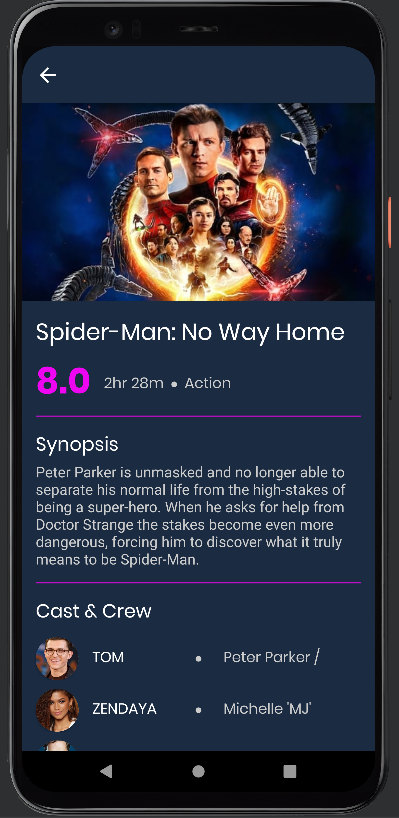 Spider-Man: No Way Home
8.0 2hr 28m • Action
Synopsis
Peter Parker is unmasked and no longer able to
separate his normal life from the high-stakes of
being a super-hero. When he asks for help from
Doctor Strange the stakes become even more
dangerous, forcing him to discover what it truly
means to be Spider-Man.
Cast & Crew
TOM • Peter Parker /
ZENDAYA • Michelle 'MJ'